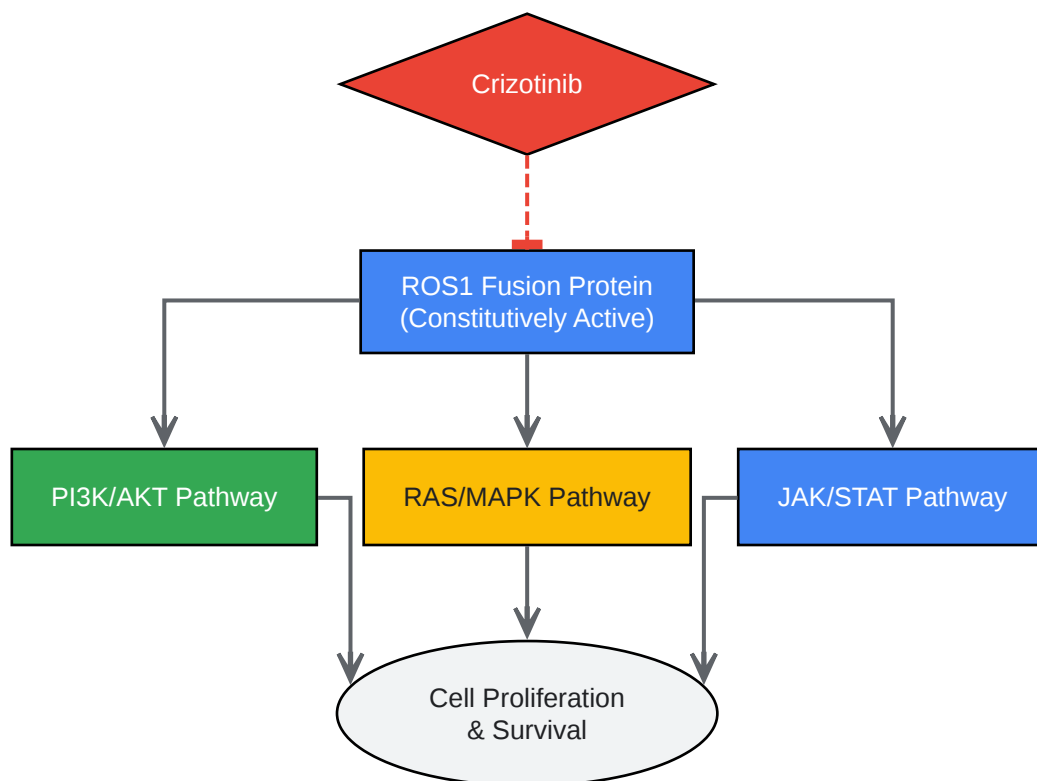 Crizotinib
ROS1 Fusion Protein
(Constitutively Active)
PI3K/AKT Pathway
RAS/MAPK Pathway
JAK/STAT Pathway
Cell Proliferation
& Survival